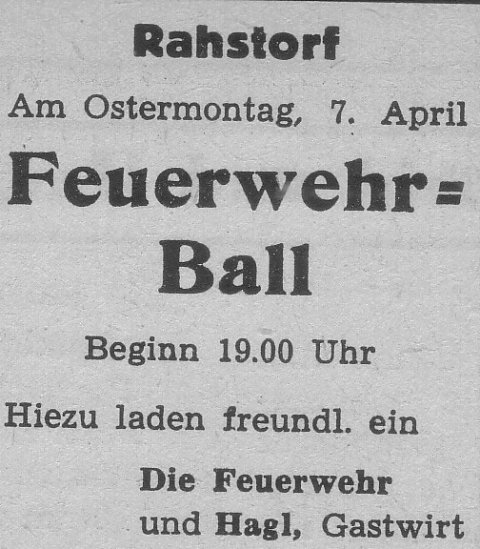 Rahstorf
Am Ostermontag, 7. April
Feuerwehr=
Ball
Beginn 19.00 Uhr
Hiezu laden freundl. ein
Die Feuerwehr
und Hagl, Gastwirt